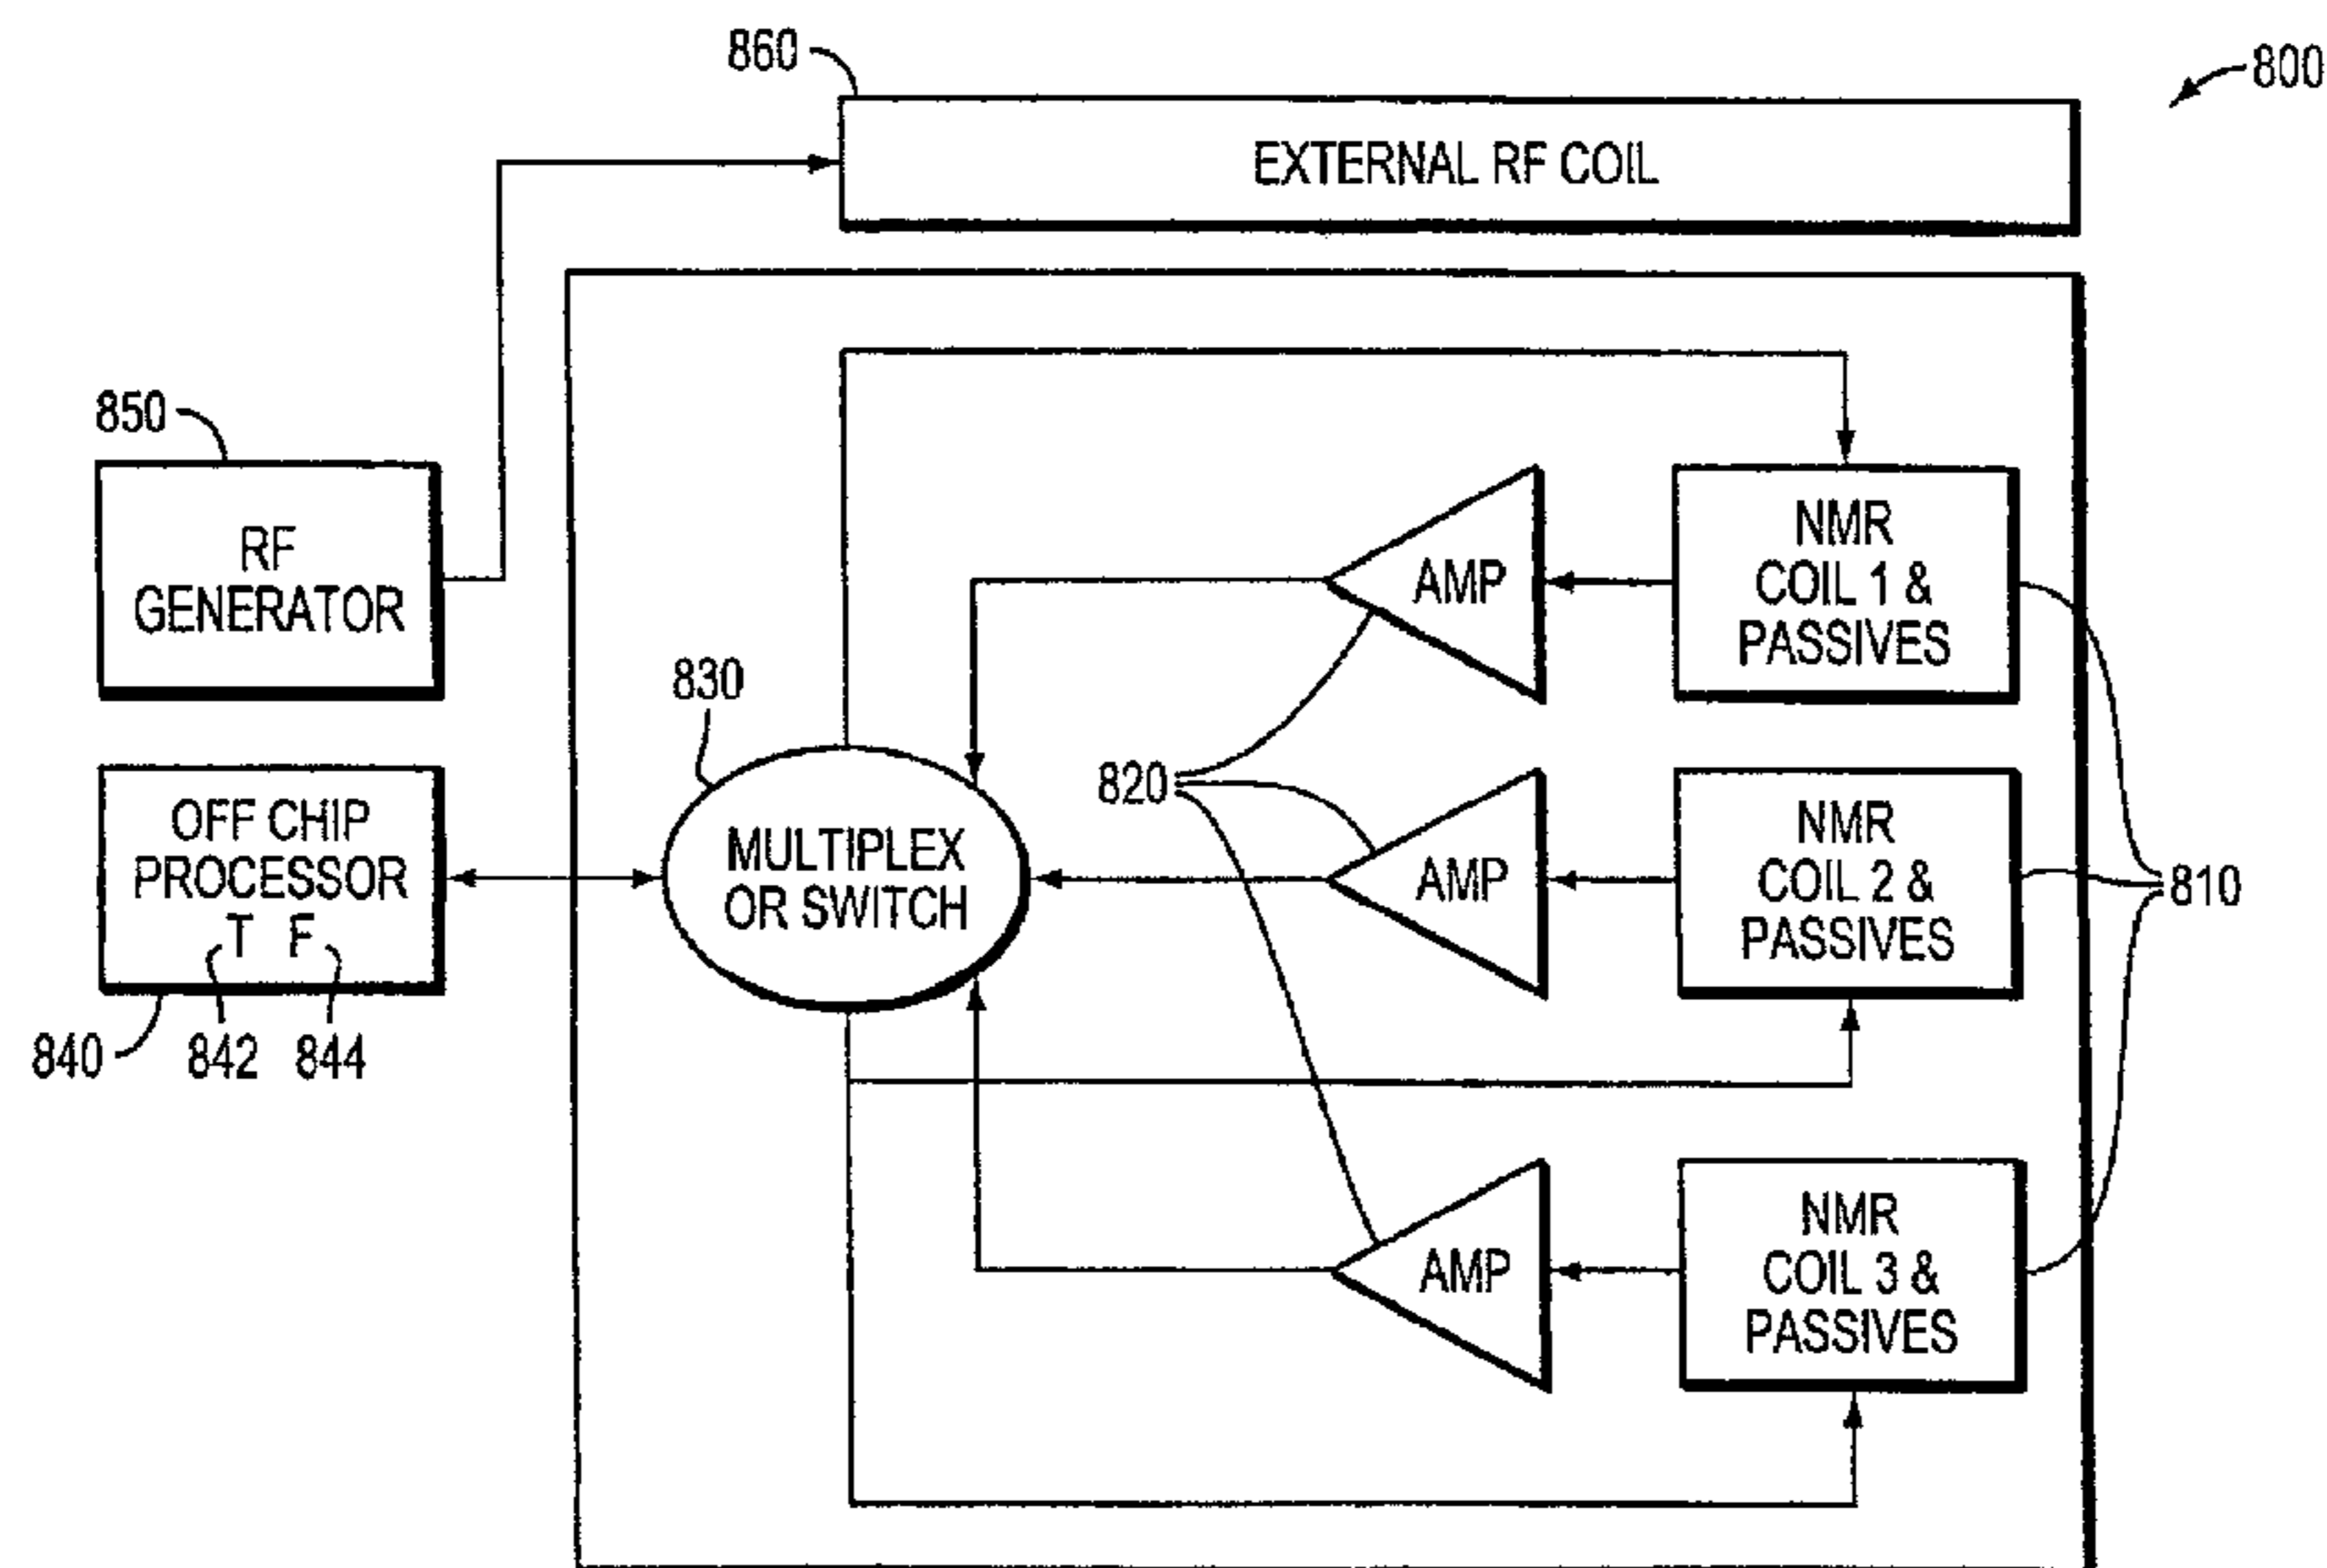 860
800
EXTERNAL RF COIL
850
RF
GENERATOR
NMR
COIL 1 &
PASSIVES
AMP
830
820
OFF CHIP
PROCESSOR
T F
840 842 844
MULTIPLEX
OR SWITCH
AMP
NMR
COIL 2 &
PASSIVES
810
AMP
NMR
COIL 3 &
PASSIVES